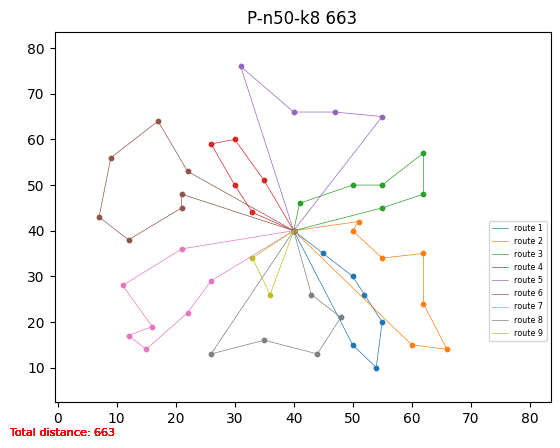 P-n50-k8 663
80
70
60
50
40
30
20
10
0 10 20 30 40 50 60 70 80
route 1
route 2
route 3
route 4
route 5
route 6
route 7
route 8
route 9
Total distance: 663